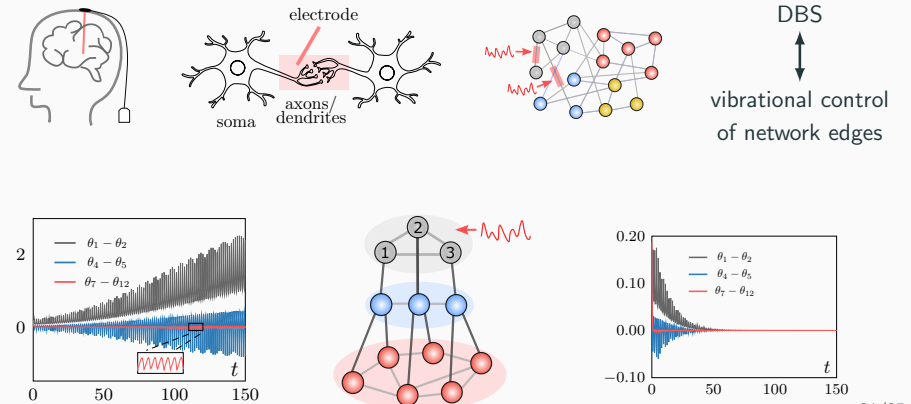 electrode
soma
axons/
dendrites
DBS
vibrational control
of network edges
2
0
θ₁ − θ₂
θ₄ − θ₅
θ₇ − θ₁₂
t
0 50 100 150
2
1 3
0.20
0.10
0.00
−0.10
θ₁ − θ₂
θ₄ − θ₅
θ₇ − θ₁₂
t
0 50 100 150